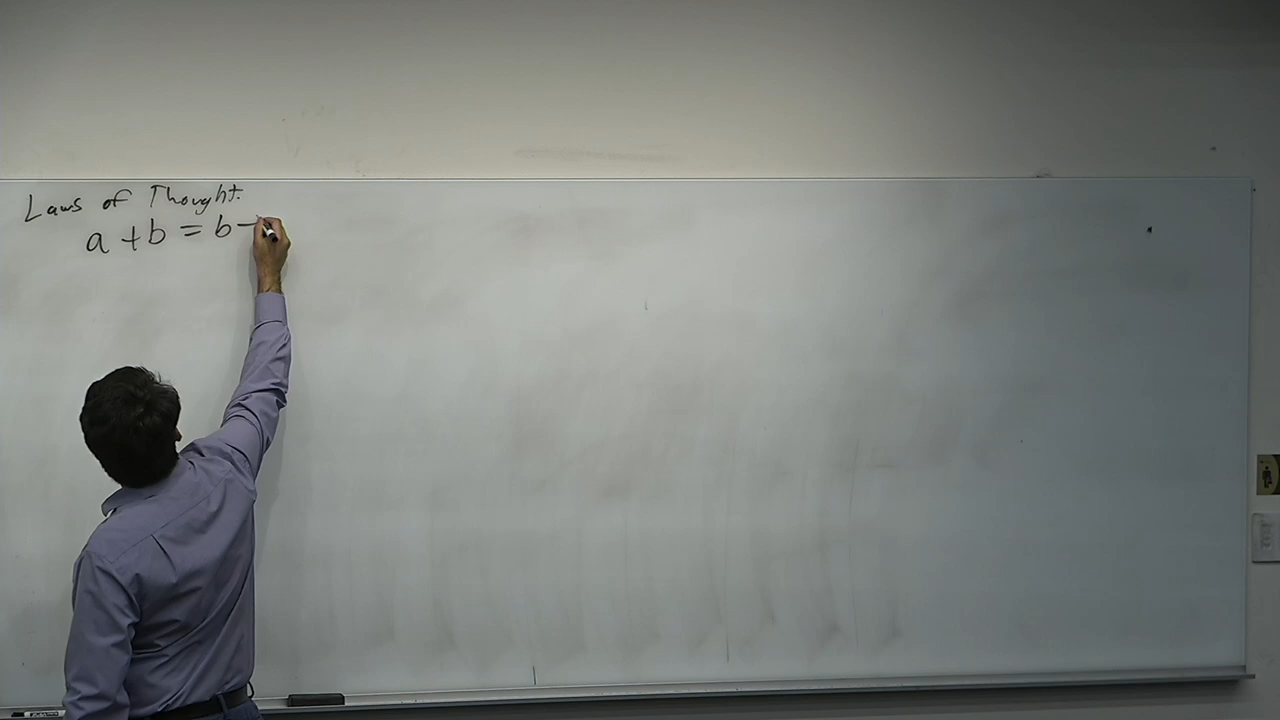 Laws of Thought.
a + b = b -